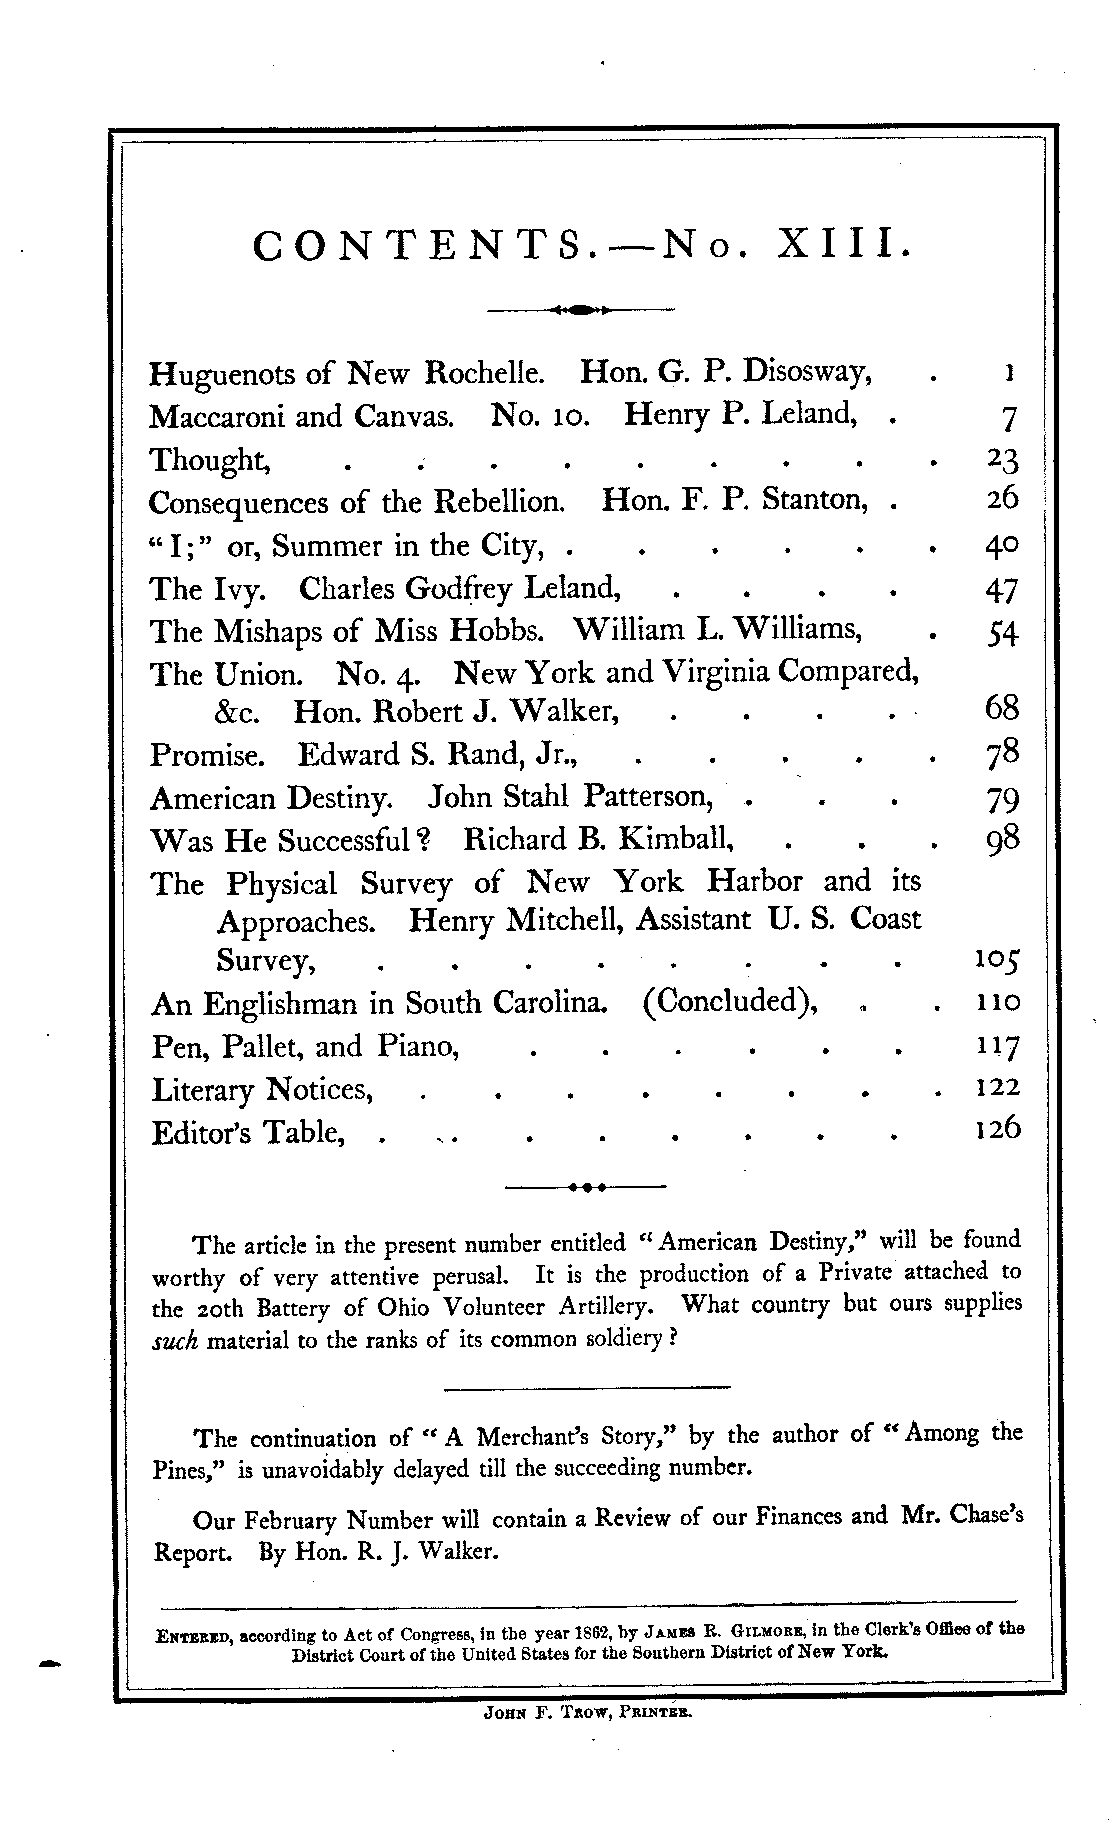 CONTENTS.—No. XIII.
Huguenots of New Rochelle. Hon. G. P. Disosway, . 1
Maccaroni and Canvas. No. 10. Henry P. Leland, . 7
Thought, . . . . . . . . . 23
Consequences of the Rebellion. Hon. F. P. Stanton, . 26
"I;" or, Summer in the City, . . . . . . 40
The Ivy. Charles Godfrey Leland, . . . . 47
The Mishaps of Miss Hobbs. William L. Williams, . 54
The Union. No. 4. New York and Virginia Compared,
&c. Hon. Robert J. Walker, . . . . 68
Promise. Edward S. Rand, Jr., . . . . . 78
American Destiny. John Stahl Patterson, . . . 79
Was He Successful? Richard B. Kimball, . . . 98
The Physical Survey of New York Harbor and its
Approaches. Henry Mitchell, Assistant U. S. Coast
Survey, . . . . . . . . 105
An Englishman in South Carolina. (Concluded), . . 110
Pen, Pallet, and Piano, . . . . . . 117
Literary Notices, . . . . . . . . 122
Editor's Table, . . . . . . . . 126
The article in the present number entitled "American Destiny," will be found
worthy of very attentive perusal. It is the production of a Private attached to
the 20th Battery of Ohio Volunteer Artillery. What country but ours supplies
such material to the ranks of its common soldiery?
The continuation of "A Merchant's Story," by the author of "Among the
Pines," is unavoidably delayed till the succeeding number.
Our February Number will contain a Review of our Finances and Mr. Chase's
Report. By Hon. R. J. Walker.
ENTERED, according to Act of Congress, in the year 1862, by JAMES R. GILMORE, in the Clerk's Office of the
District Court of the United States for the Southern District of New York.
JOHN F. TROW, PRINTER.